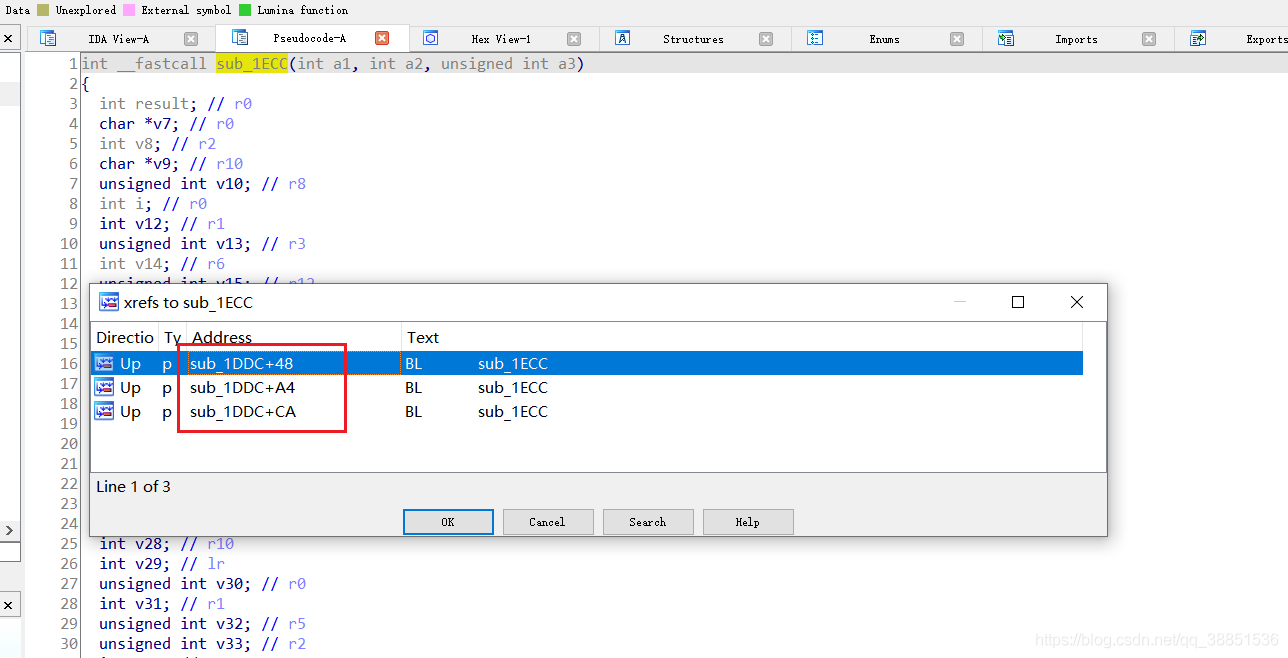 Data Unexplored External symbol Lumina function
IDA View-A Pseudocode-A Hex View-1 Structures Enums Imports Exports
1 int __fastcall sub_1ECC(int a1, int a2, unsigned int a3)
2 {
3 int result; // r0
4 char *v7; // r0
5 int v8; // r2
6 char *v9; // r10
7 unsigned int v10; // r8
8 int i; // r0
9 int v12; // r1
10 unsigned int v13; // r3
11 int v14; // r6
12 unsigned int v15; // r12
13
xrefs to sub_1ECC
14
15
Directio Ty Address Text
16
Up p sub_1DDC+48 BL sub_1ECC
17
Up p sub_1DDC+A4 BL sub_1ECC
18
Up p sub_1DDC+CA BL sub_1ECC
19
20
21
22
Line 1 of 3
23
24
OK Cancel Search Help
25 int v28; // r10
26 int v29; // lr
27 unsigned int v30; // r0
28 int v31; // r1
29 unsigned int v32; // r5
30 unsigned int v33; // r2
https://blog.csdn.net/qq_38851536